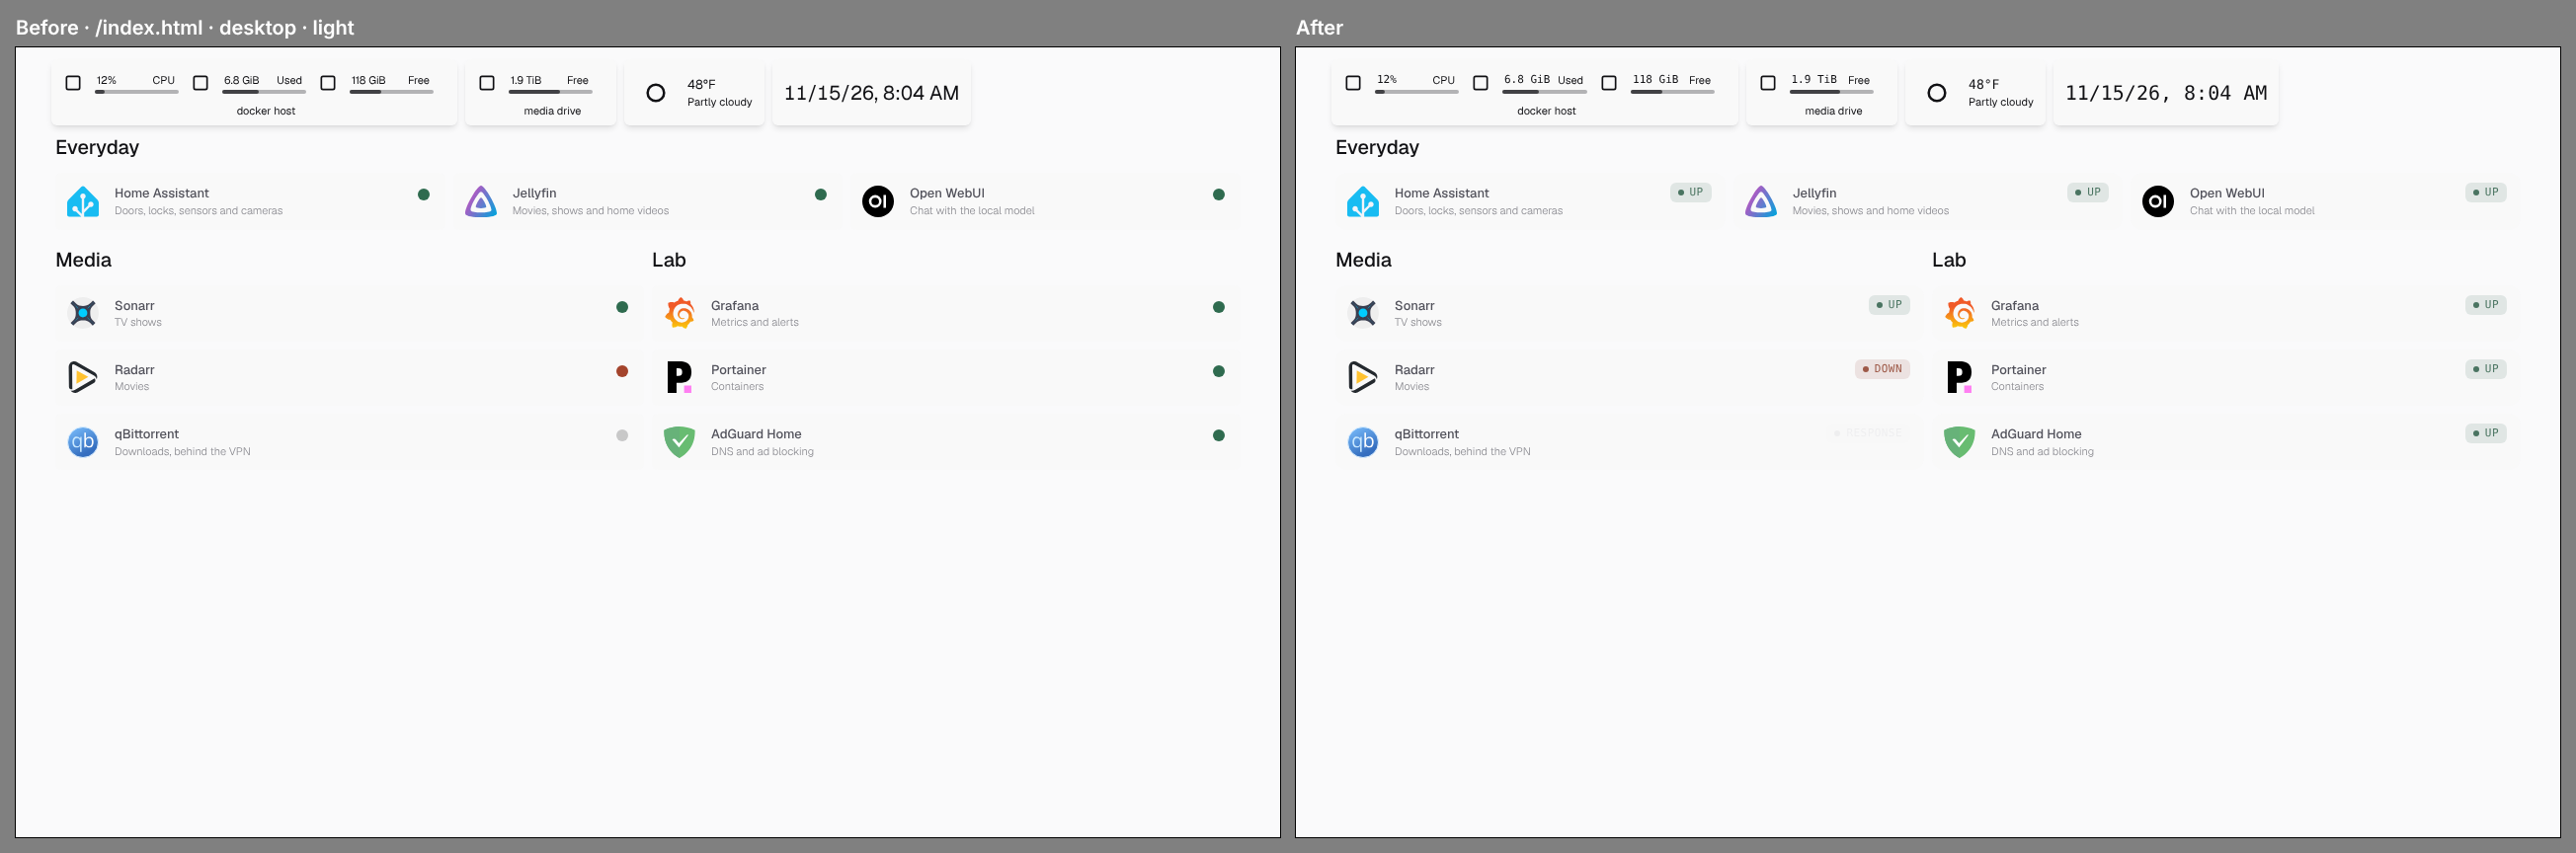 Before · /index.html · desktop · light
12% CPU 6.8 GiB Used 118 GiB Free
docker host
1.9 TiB Free
media drive
48°F
Partly cloudy
11/15/26, 8:04 AM
Everyday
Home Assistant
Doors, locks, sensors and cameras
Jellyfin
Movies, shows and home videos
OI
Open WebUI
Chat with the local model
Media
Sonarr
TV shows
Radarr
Movies
qb
qBittorrent
Downloads, behind the VPN
Lab
Grafana
Metrics and alerts
P.
Portainer
Containers
AdGuard Home
DNS and ad blocking
After
12% CPU 6.8 GiB Used 118 GiB Free
docker host
1.9 TiB Free
media drive
48°F
Partly cloudy
11/15/26, 8:04 AM
Everyday
Home Assistant
Doors, locks, sensors and cameras
UP
Jellyfin
Movies, shows and home videos
UP
OI
Open WebUI
Chat with the local model
UP
Media
Sonarr
TV shows
UP
Radarr
Movies
DOWN
qb
qBittorrent
Downloads, behind the VPN
RESPONSE
Lab
Grafana
Metrics and alerts
UP
P.
Portainer
Containers
UP
AdGuard Home
DNS and ad blocking
UP